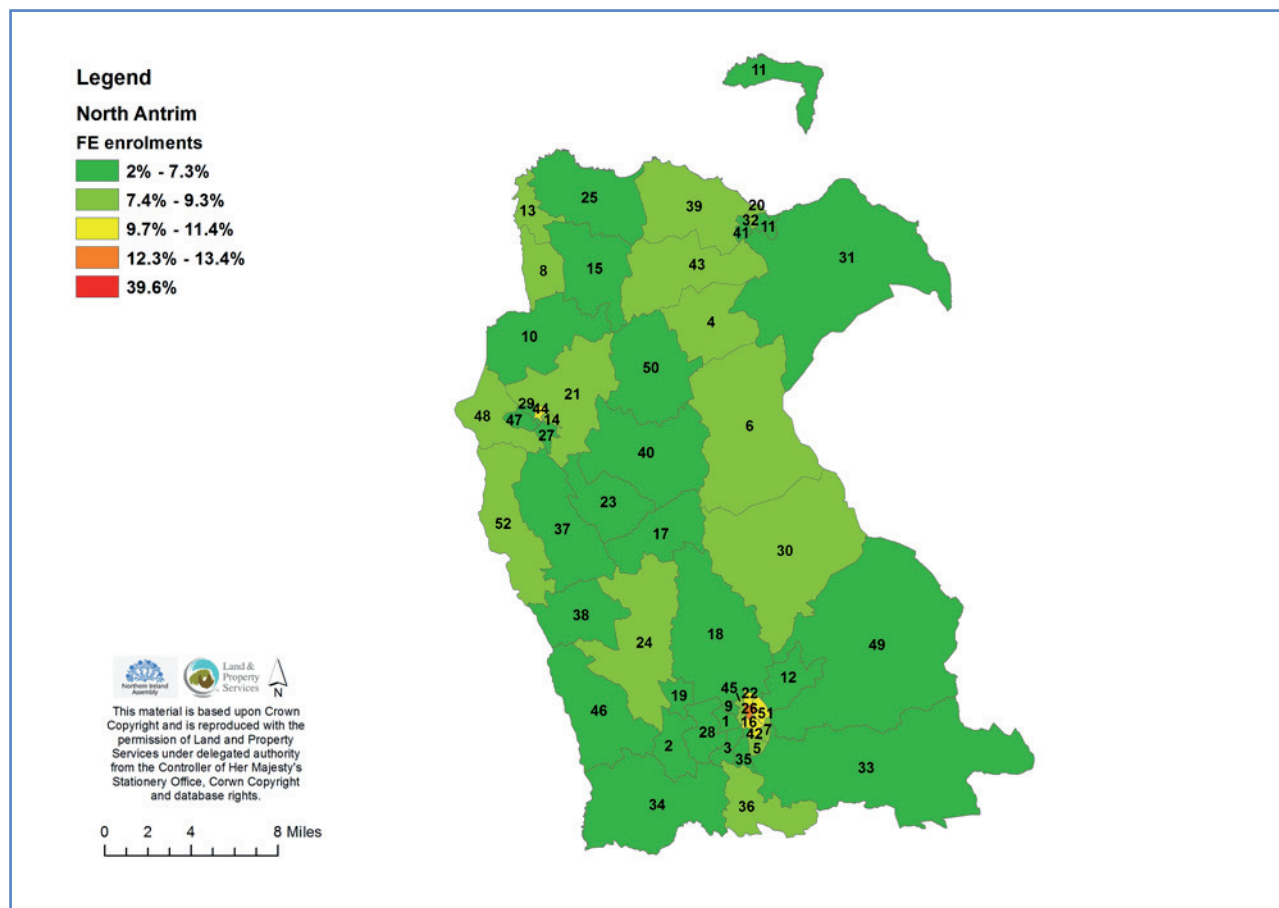 Legend
North Antrim
FE enrolments
2% - 7.3%
7.4% - 9.3%
9.7% - 11.4%
12.3% - 13.4%
39.6%
11
25
13
39
20
32
41
11
31
8
15
43
4
10
50
21
29
44
14
47
27
48
6
40
23
37
17
52
30
38
24
18
49
12
45
22
19
9
26
51
1
16
46
28
42
7
2
3
5
35
33
34
36
Northern Ireland
Assembly
Land &
Property
Services
N
This material is based upon Crown
Copyright and is reproduced with the
permission of Land and Property
Services under delegated authority
from the Controller of Her Majesty's
Stationery Office, Corwn Copyright
and database rights.
0 2 4 8 Miles